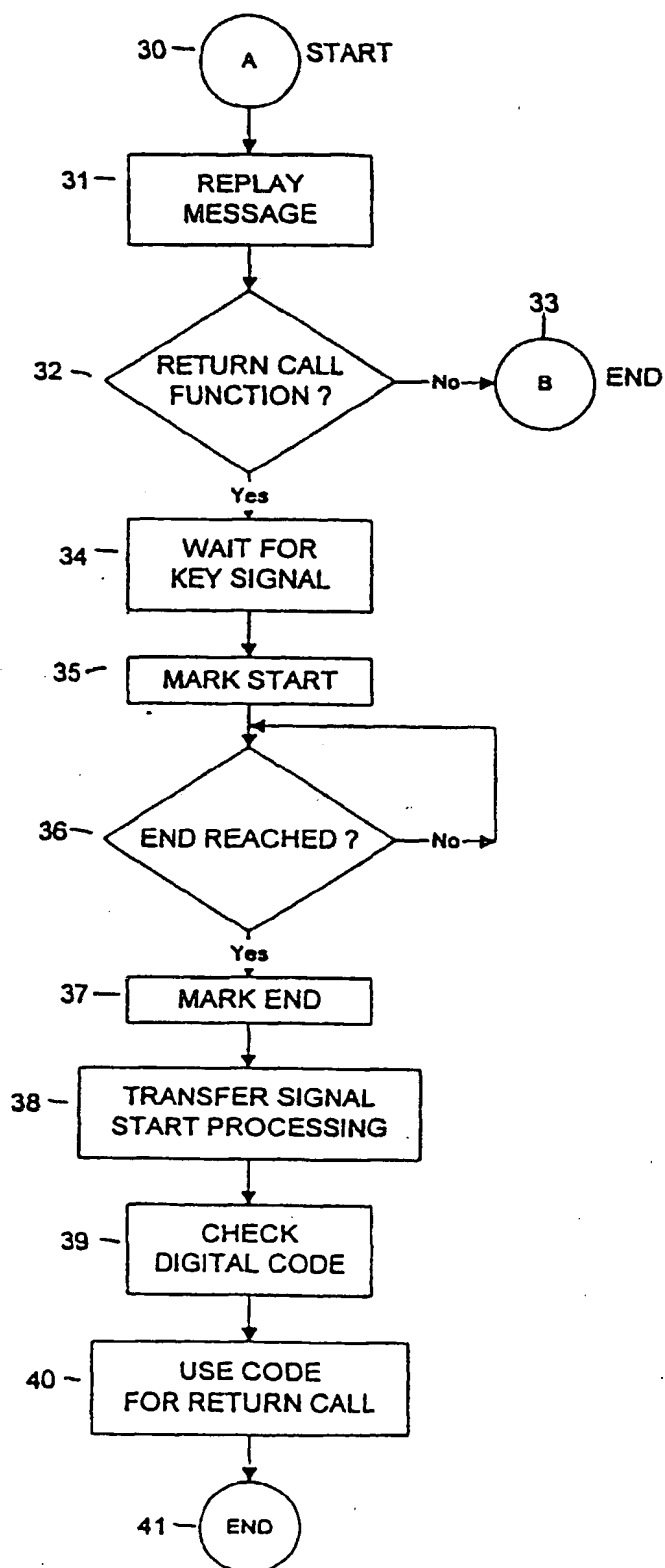 30
A
START
31
REPLAY
MESSAGE
32
RETURN CALL
FUNCTION ?
No
33
B
END
Yes
34
WAIT FOR
KEY SIGNAL
35
MARK START
36
END REACHED ?
No
Yes
37
MARK END
38
TRANSFER SIGNAL
START PROCESSING
39
CHECK
DIGITAL CODE
40
USE CODE
FOR RETURN CALL
41
END